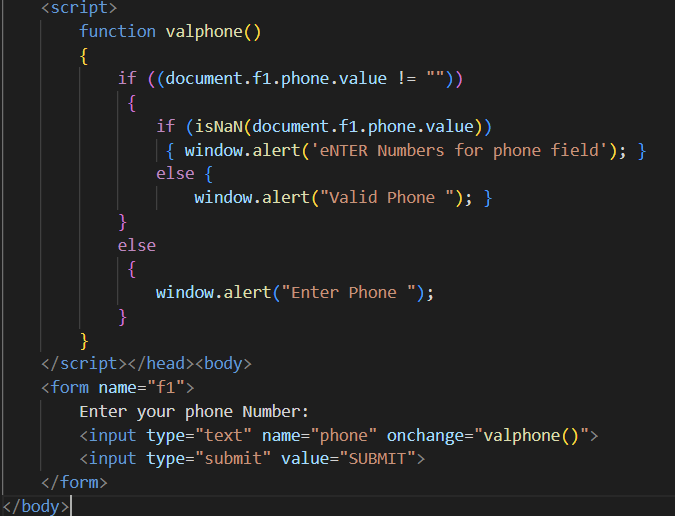 <script>
function valphone()
{
if ((document.f1.phone.value != ""))
{
if (isNaN(document.f1.phone.value))
{ window.alert('eNTER Numbers for phone field'); }
else {
window.alert("Valid Phone "); }
}
else
{
window.alert("Enter Phone ");
}
}
</script></head><body>
<form name="f1">
Enter your phone Number:
<input type="text" name="phone" onchange="valphone()">
<input type="submit" value="SUBMIT">
</form>
</body>